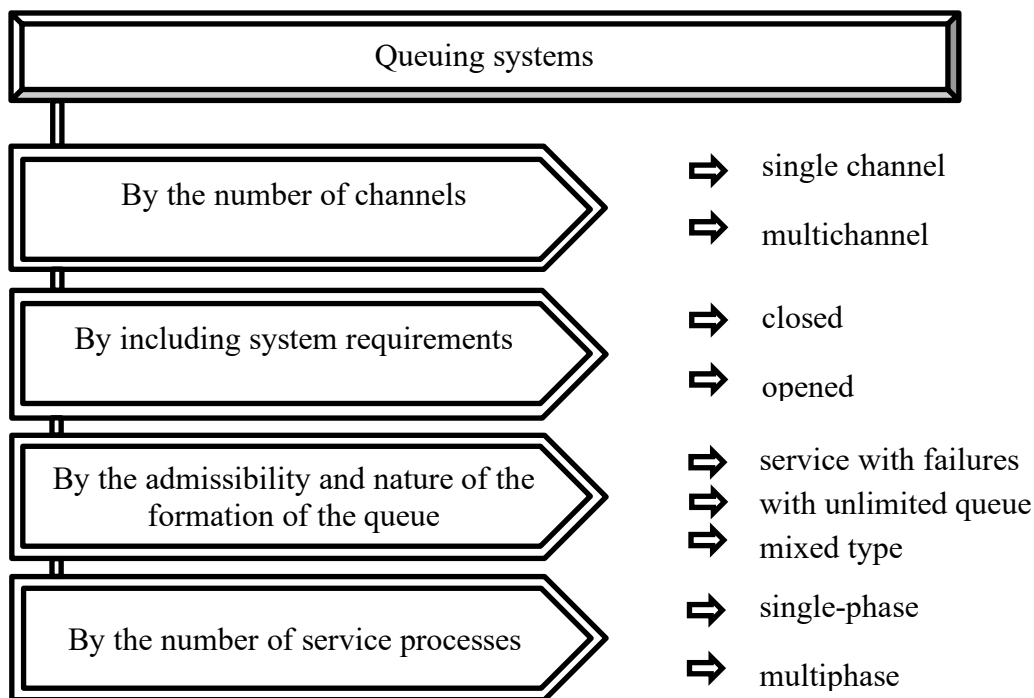 Queuing systems
By the number of channels
single channel
multichannel
By including system requirements
closed
opened
By the admissibility and nature of the
formation of the queue
service with failures
with unlimited queue
mixed type
By the number of service processes
single-phase
multiphase